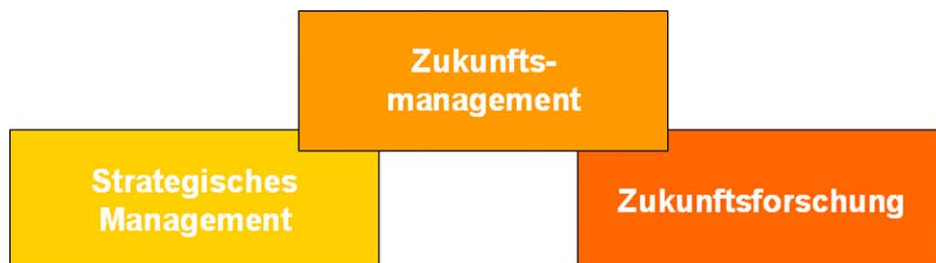 Zukunfts-
management
Strategisches
Management
Zukunftsforschung